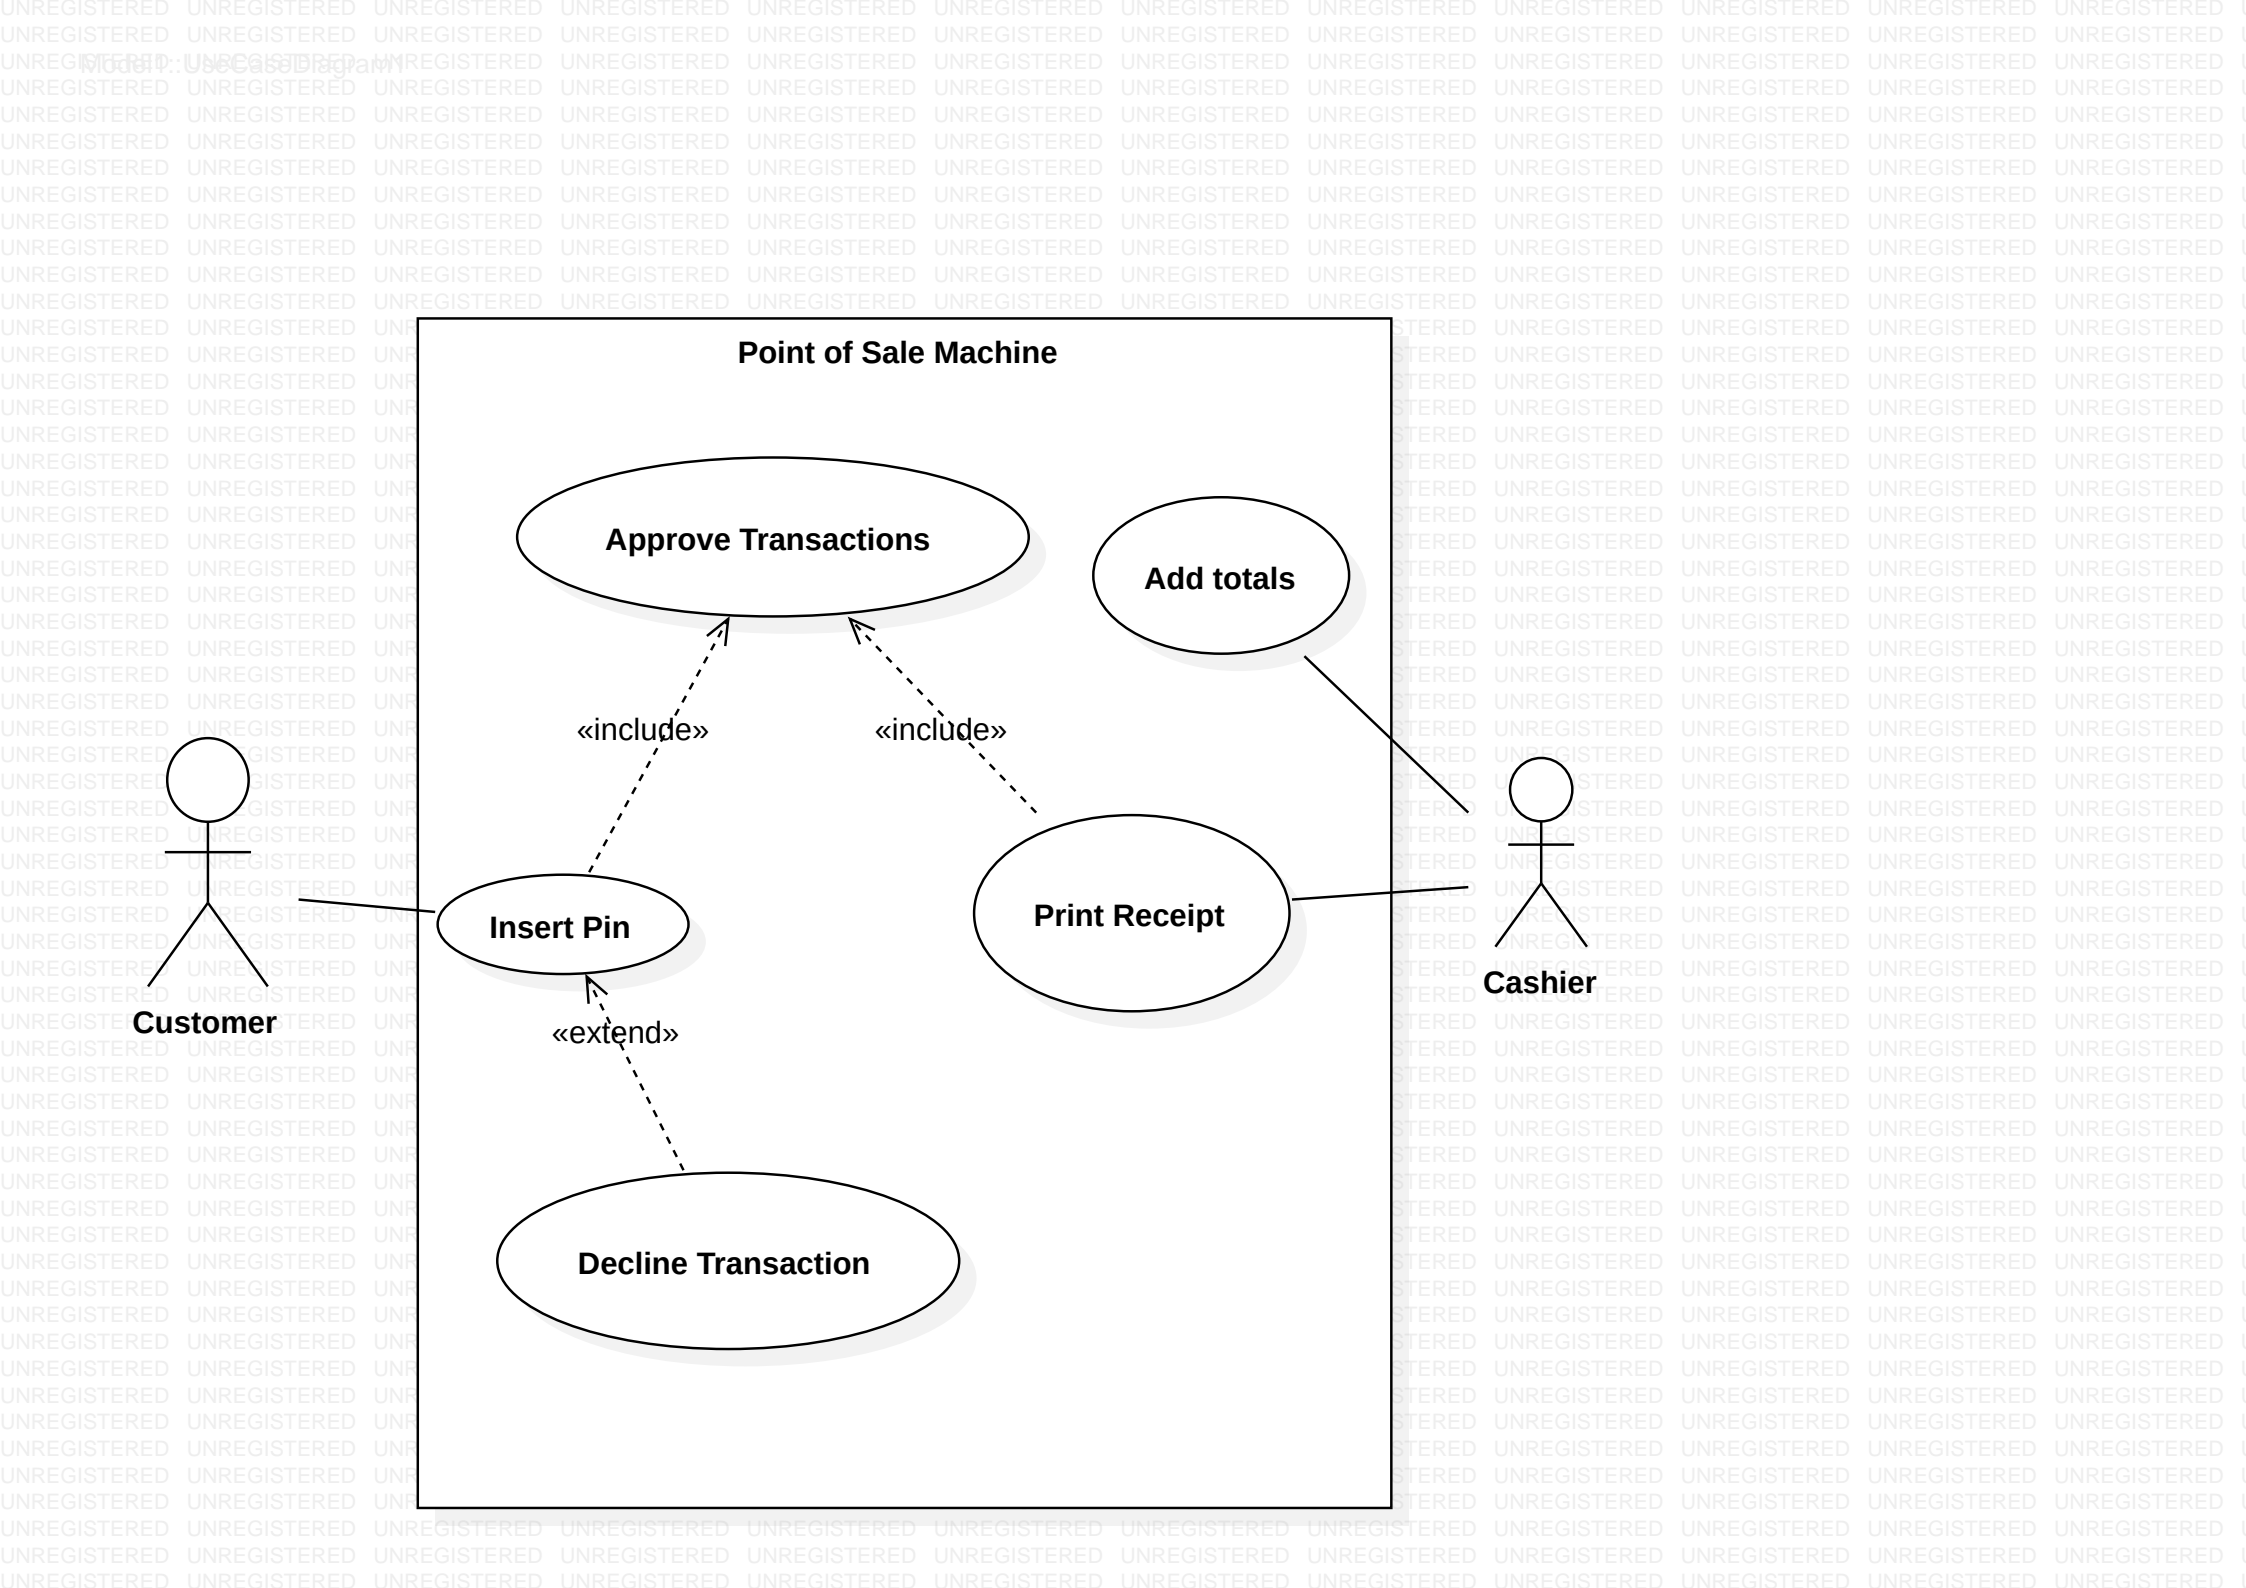 Model1::UseCaseDiagram1
Point of Sale Machine
Approve Transactions
Add totals
«include»
«include»
Insert Pin
Print Receipt
Cashier
Customer
«extend»
Decline Transaction
UNREGISTERED